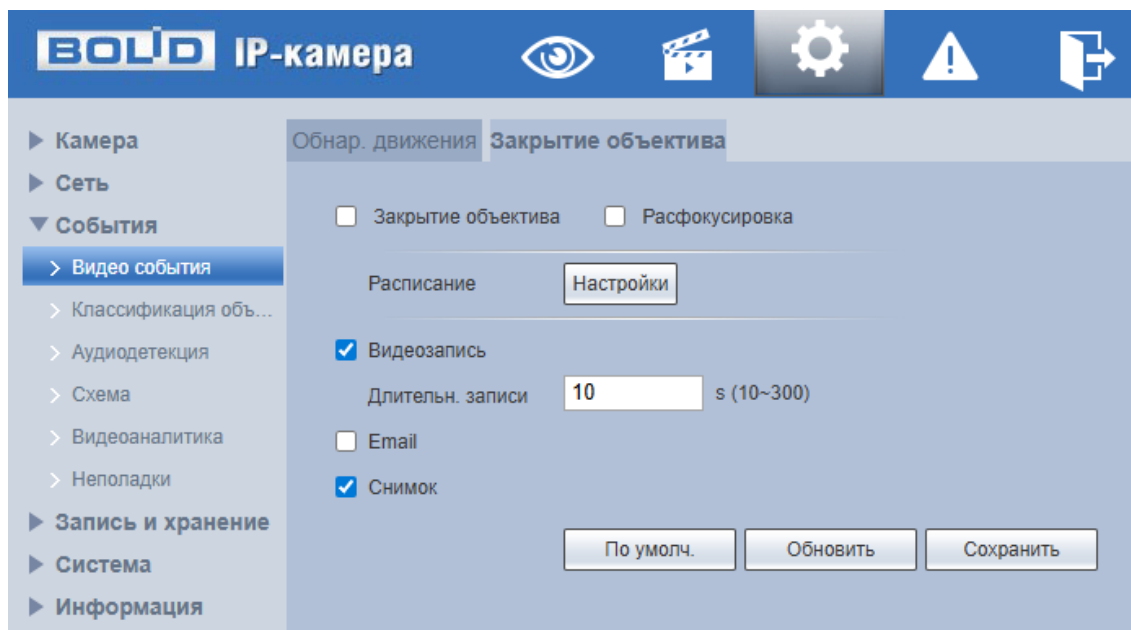 BOLID IP-камера
Камера
Сеть
События
Видео события
Классификация объ...
Аудиодетекция
Схема
Видеоаналитика
Неполадки
Запись и хранение
Система
Информация
Обнар. движения Закрытие объектива
Закрытие объектива Расфокусировка
Расписание Настройки
Видеозапись
Длительн. записи 10 s (10~300)
Email
Снимок
По умолч. Обновить Сохранить